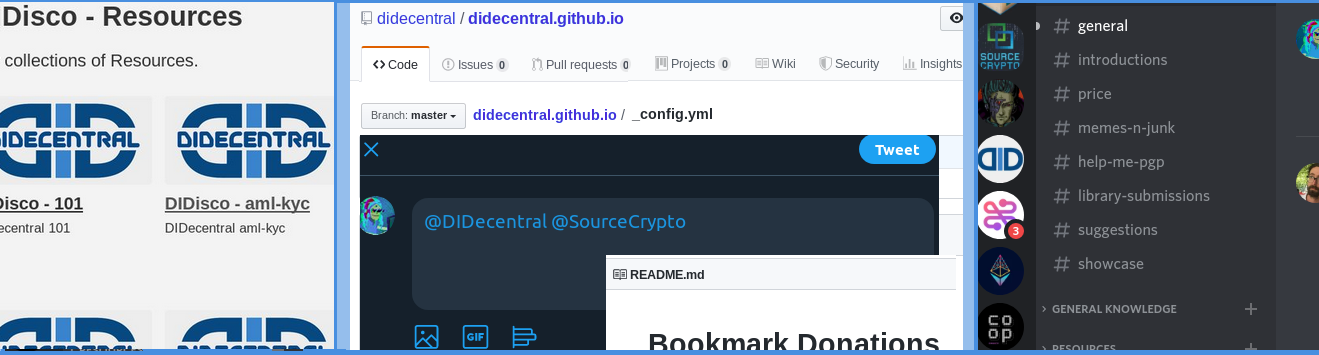 IDisco - Resources
collections of Resources.
DIDECENTRAL
DIDECENTRAL
Disco - 101
DIDisco - aml-kyc
ecentral 101
DIDecentral aml-kyc
didecentral / didecentral.github.io
Code
Issues 0
Pull requests 0
Projects 0
Wiki
Security
Insights
Branch: master
didecentral.github.io / _config.yml
Tweet
@DIDecentral @SourceCrypto
GIF
README.md
Bookmark Donations
SOURCE
CRYPTO
3
CO
OP
# general
# introductions
# price
# memes-n-junk
# help-me-pgp
# library-submissions
# suggestions
# showcase
GENERAL KNOWLEDGE
RESOURCES